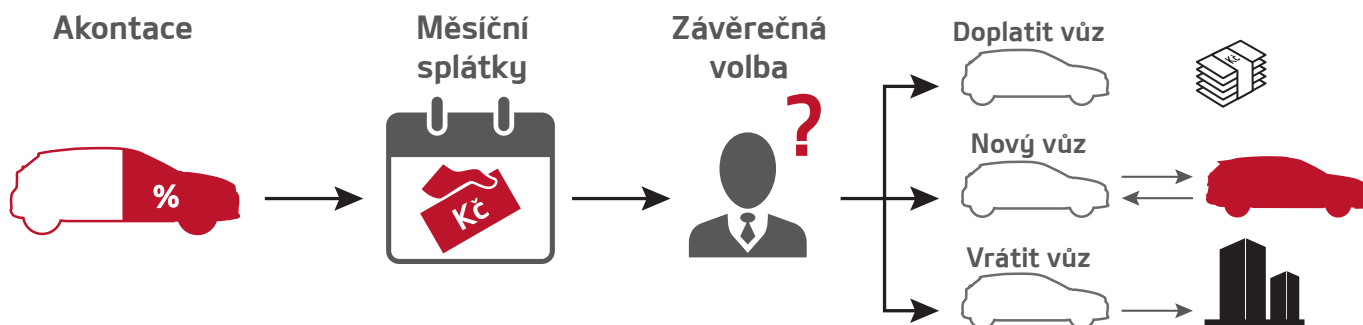 Akontace
%
Měsíční
splátky
Kč
Závěrečná
volba
?
Doplatit vůz
Kč
Nový vůz
Vrátit vůz